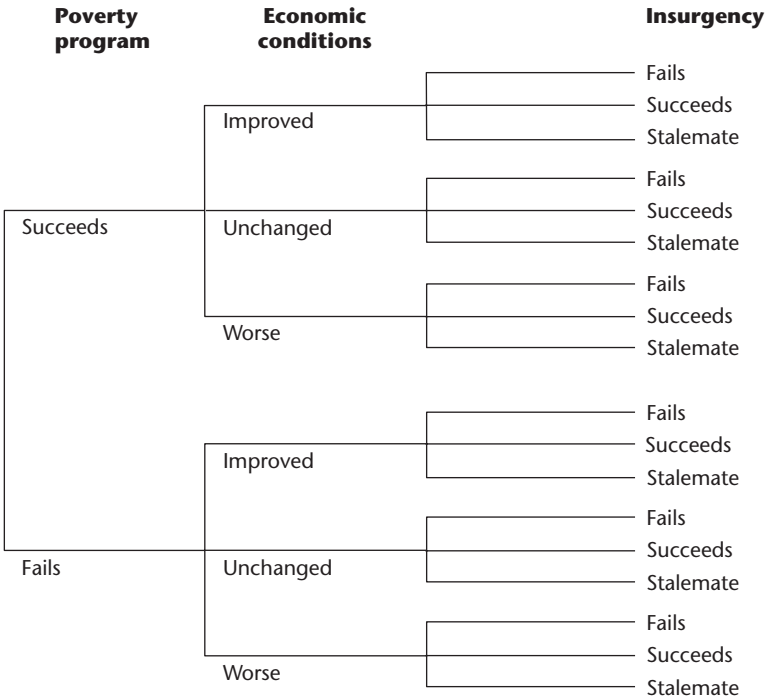 Poverty
program
Economic
conditions
Insurgency
Succeeds
Improved
Fails
Succeeds
Stalemate
Unchanged
Fails
Succeeds
Stalemate
Worse
Fails
Succeeds
Stalemate
Fails
Improved
Fails
Succeeds
Stalemate
Unchanged
Fails
Succeeds
Stalemate
Worse
Fails
Succeeds
Stalemate